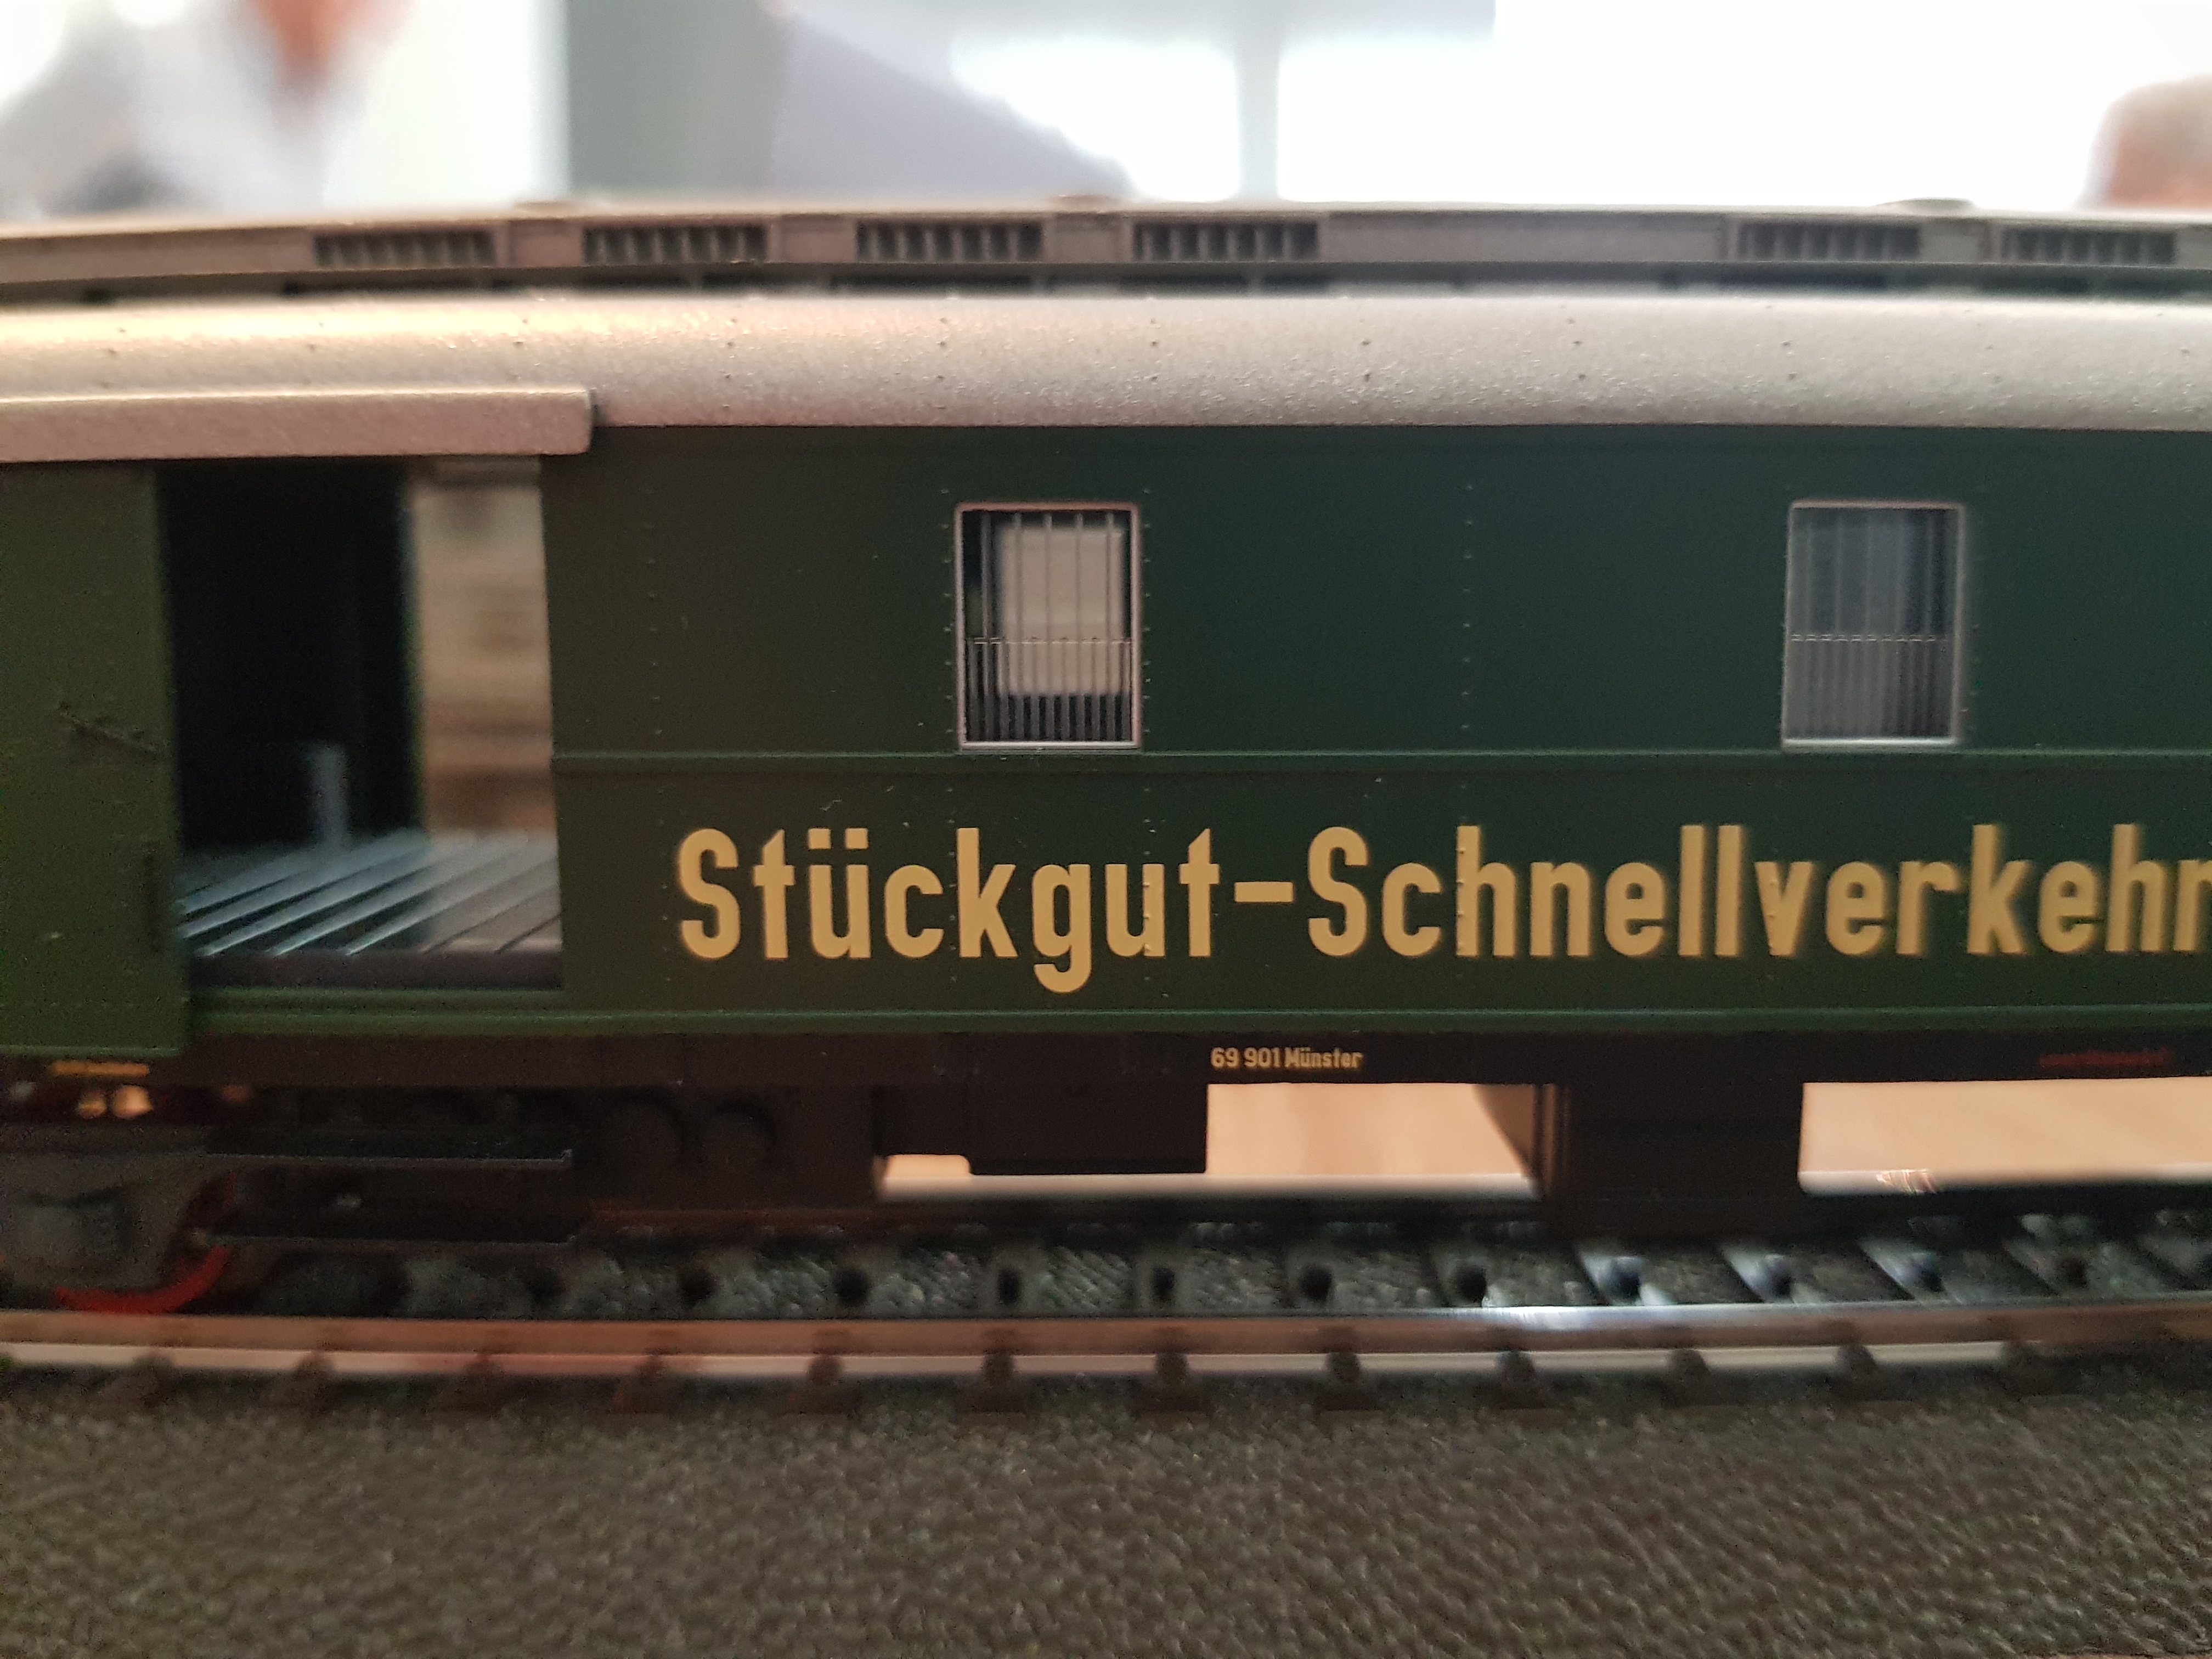 Stückgut-Schnellverkehr
69 901 Münster